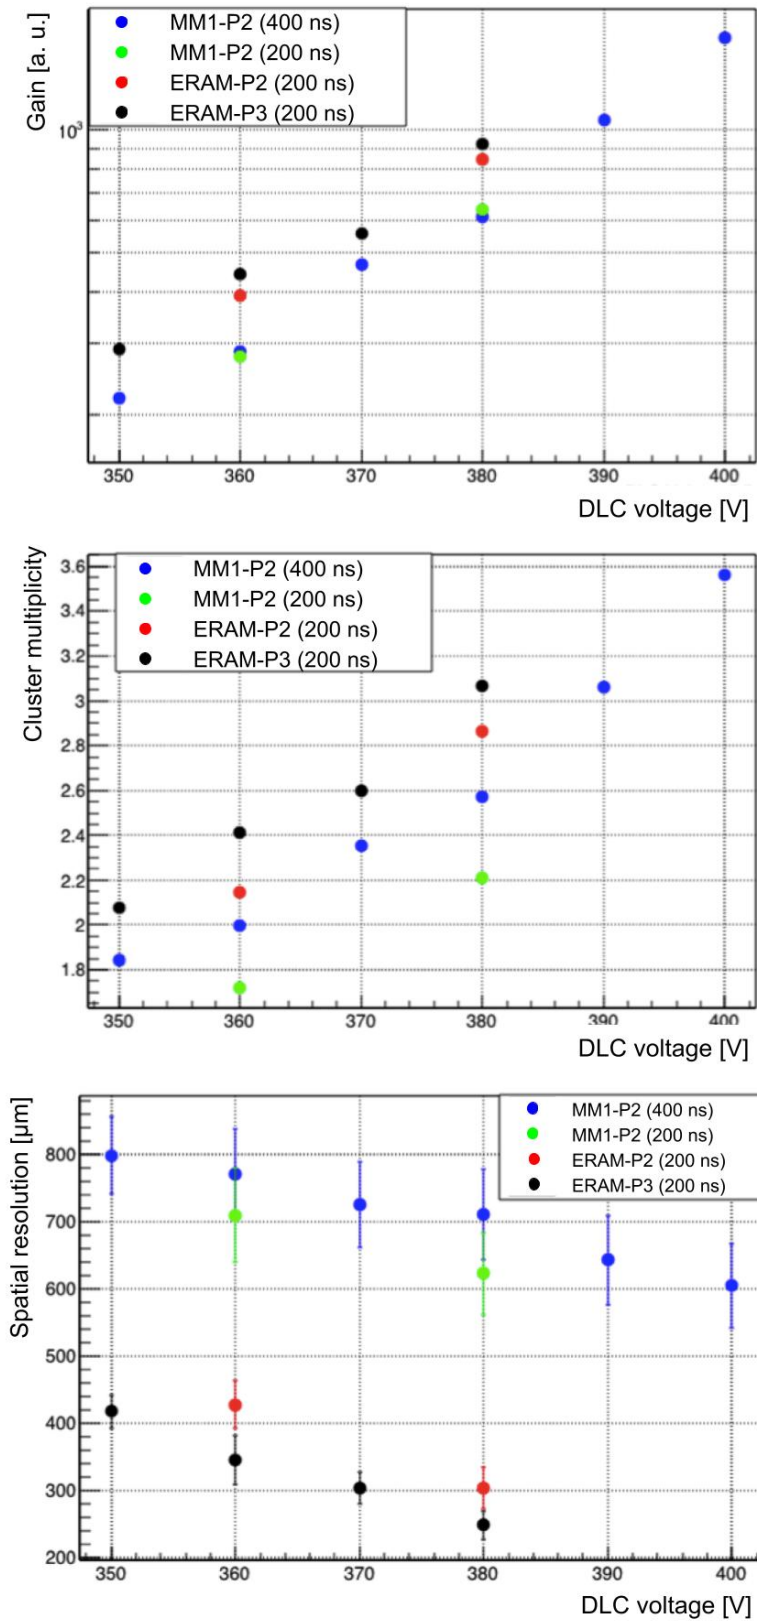 Gain [a. u.]
MM1-P2 (400 ns)
MM1-P2 (200 ns)
ERAM-P2 (200 ns)
ERAM-P3 (200 ns)
10³
350 360 370 380 390 400
DLC voltage [V]
Cluster multiplicity
MM1-P2 (400 ns)
MM1-P2 (200 ns)
ERAM-P2 (200 ns)
ERAM-P3 (200 ns)
3.6
3.4
3.2
3
2.8
2.6
2.4
2.2
2
1.8
350 360 370 380 390 400
DLC voltage [V]
Spatial resolution [μm]
MM1-P2 (400 ns)
MM1-P2 (200 ns)
ERAM-P2 (200 ns)
ERAM-P3 (200 ns)
800
700
600
500
400
300
200
350 360 370 380 390 400
DLC voltage [V]